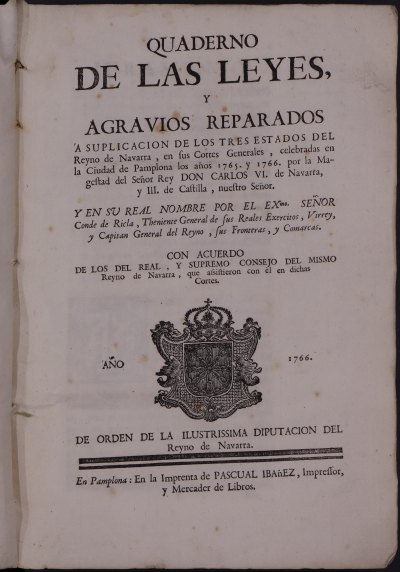 QUADERNO
DE LAS LEYES,
Y
AGRAVIOS REPARADOS
A SUPLICACION DE LOS TRES ESTADOS DEL
Reyno de Navarra, en sus Cortes Generales, celebradas en
la Ciudad de Pamplona los años 1765. y 1766. por la Ma-
gestad del Señor Rey DON CARLOS VI. de Navarra,
y III. de Castilla, nuestro Señor.
Y EN SU REAL NOMBRE POR EL EXmo. SEÑOR
Conde de Ricla, Theniente General de sus Reales Exercitos, Virrey,
y Capitan General del Reyno, sus Fronteras, y Comarcas.
CON ACUERDO
DE LOS DEL REAL, Y SUPREMO CONSEJO DEL MISMO
Reyno de Navarra, que assistieron con él en dichas
Cortes.
AÑO 1766.
DE ORDEN DE LA ILUSTRISSIMA DIPUTACION DEL
Reyno de Navarra.
En Pamplona: En la Imprenta de PASCUAL IBAñEZ, Impressor,
y Mercader de Libros.